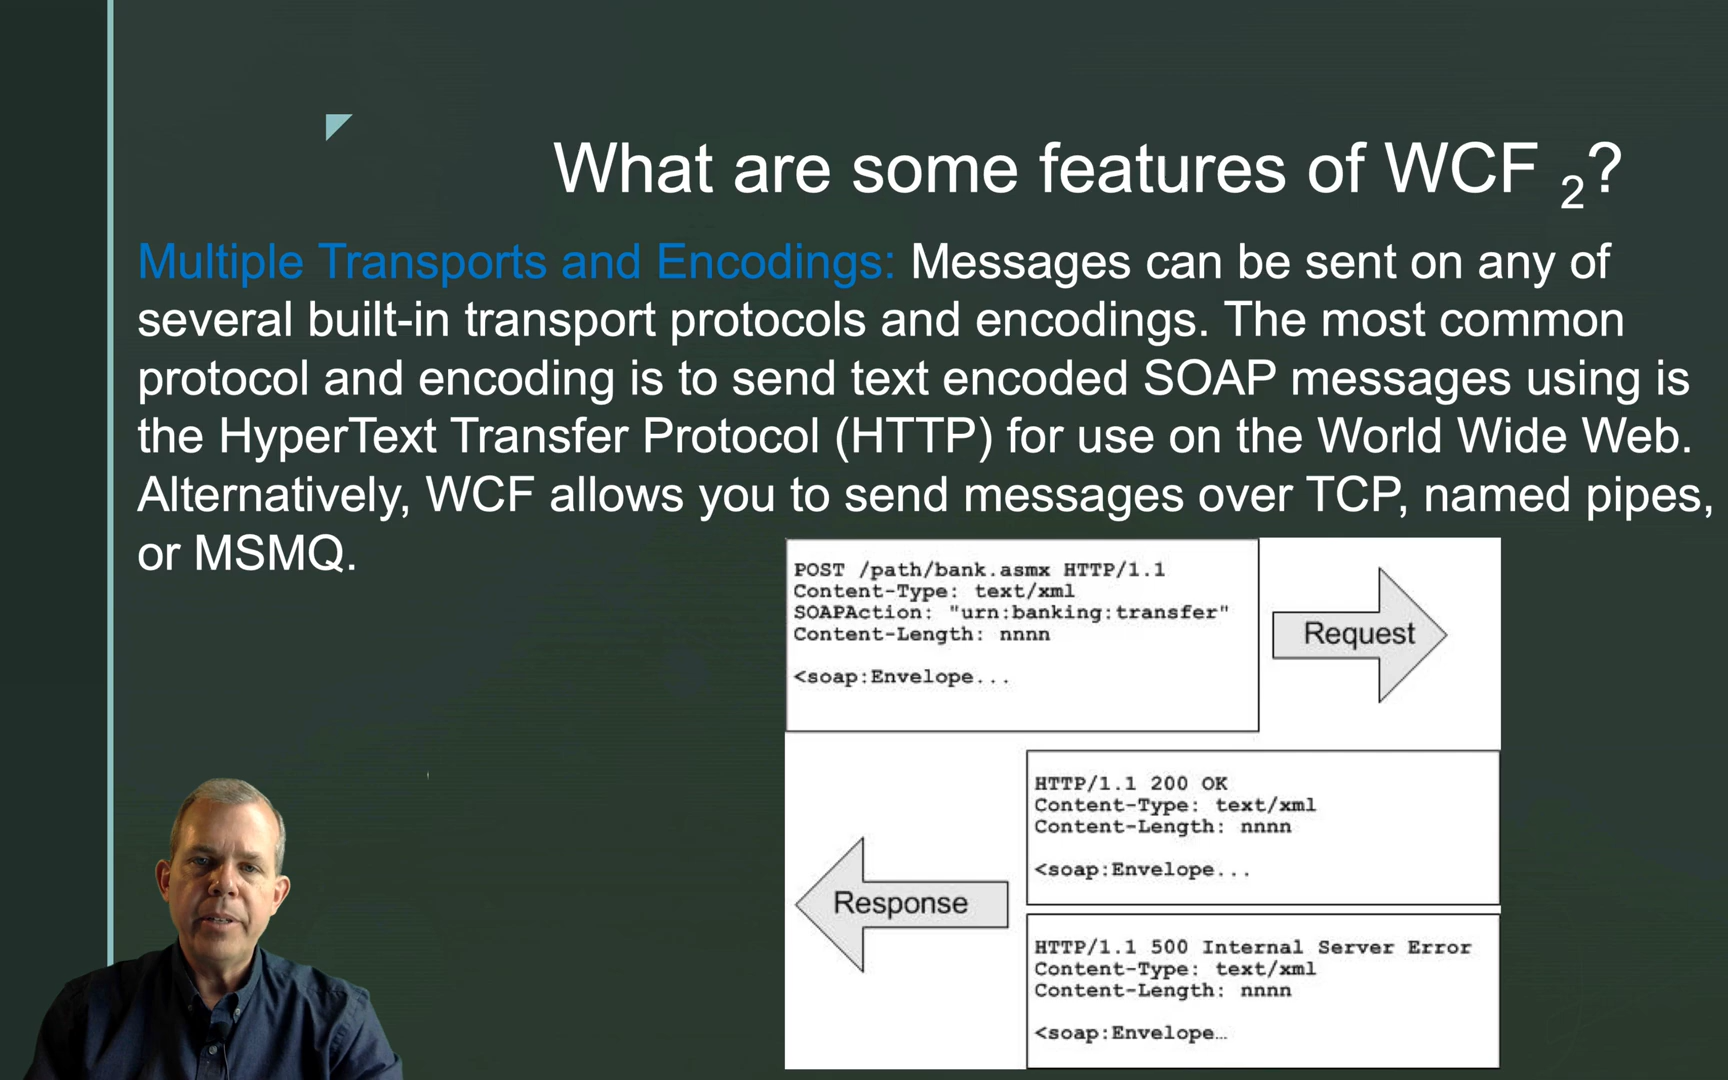 What are some features of WCF 2?
Multiple Transports and Encodings: Messages can be sent on any of
several built-in transport protocols and encodings. The most common
protocol and encoding is to send text encoded SOAP messages using is
the HyperText Transfer Protocol (HTTP) for use on the World Wide Web.
Alternatively, WCF allows you to send messages over TCP, named pipes,
or MSMQ.
POST /path/bank.asmx HTTP/1.1
Content-Type: text/xml
SOAPAction: "urn:banking:transfer"
Content-Length: nnnn
<soap:Envelope...
Request
HTTP/1.1 200 OK
Content-Type: text/xml
Content-Length: nnnn
<soap:Envelope...
Response
HTTP/1.1 500 Internal Server Error
Content-Type: text/xml
Content-Length: nnnn
<soap:Envelope…